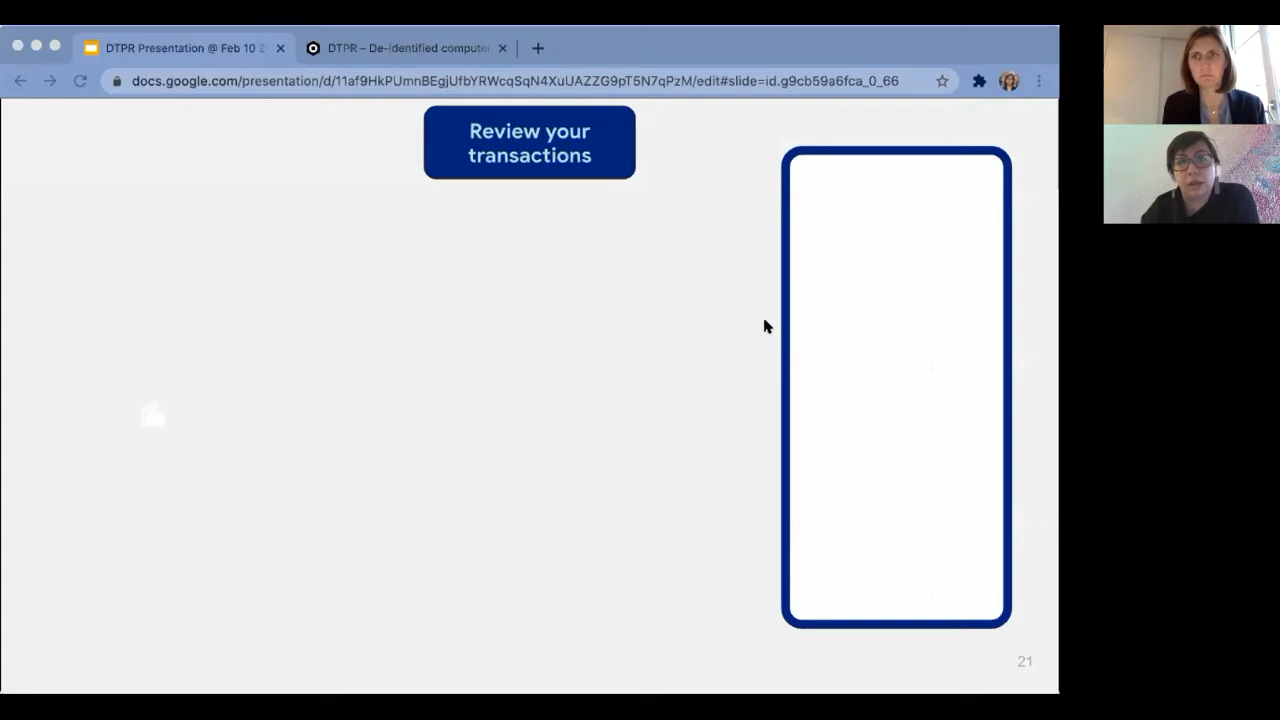 DTPR Presentation @ Feb 10 2
DTPR – De-identified compute
docs.google.com/presentation/d/11af9HkPUmnBEgjUfbYRWcqSqN4XuUAZZG9pT5N7qPzM/edit#slide=id.g9cb59a6fca_0_66
Review your
transactions
21